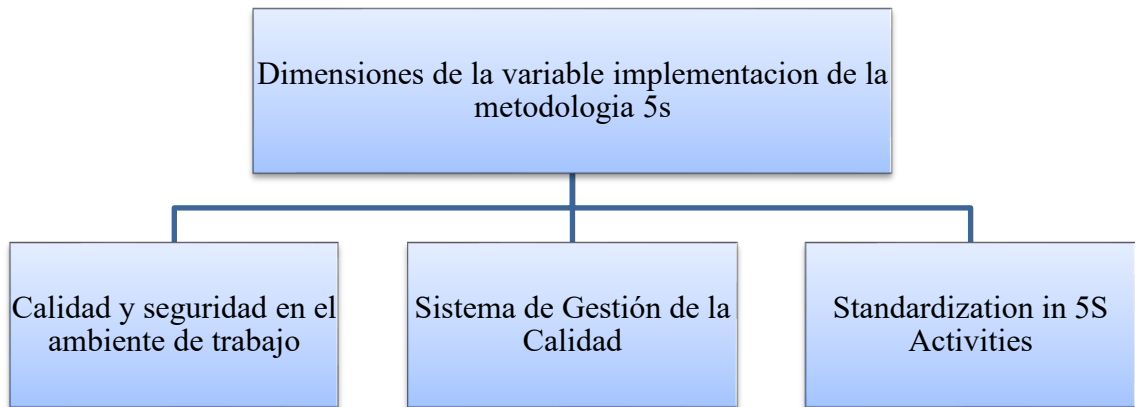 Dimensiones de la variable implementacion de la
metodologia 5s
Calidad y seguridad en el
ambiente de trabajo
Sistema de Gestión de la
Calidad
Standardization in 5S
Activities